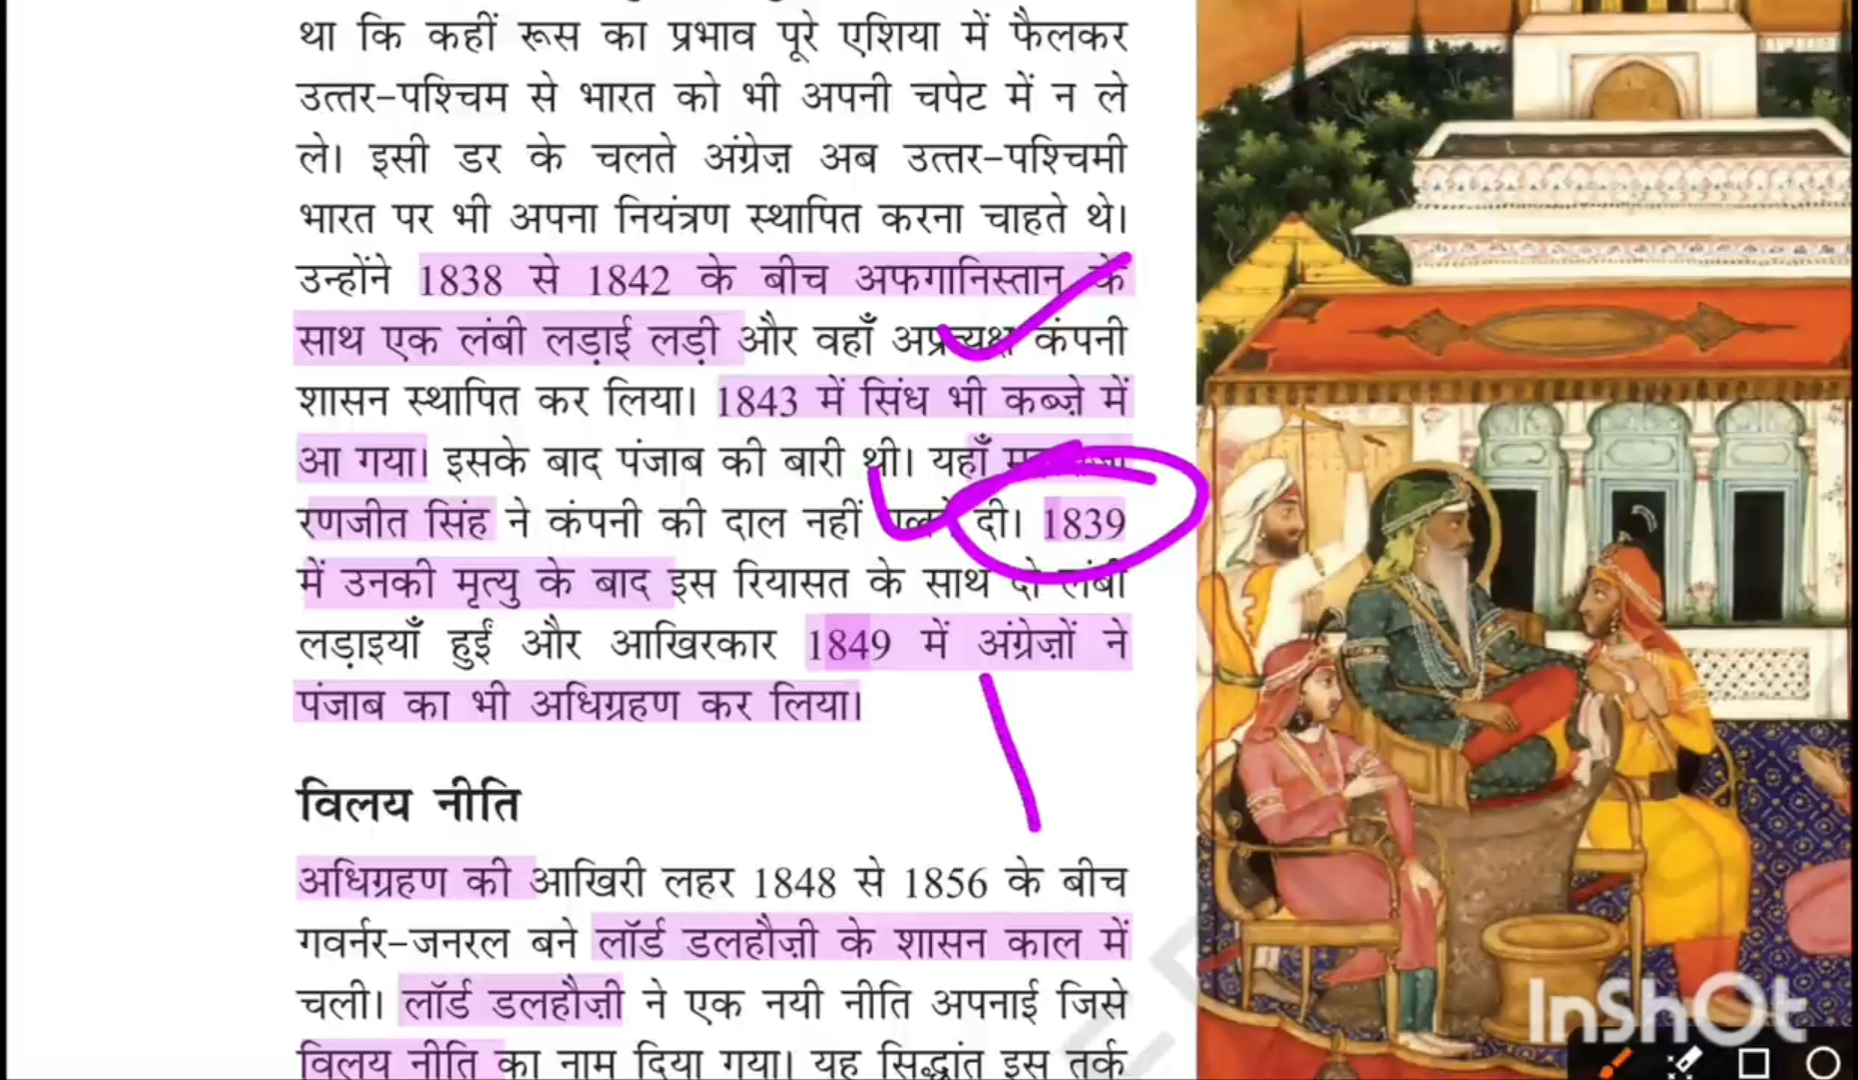 था कि कहीं रूस का प्रभाव पूरे एशिया में फैलकर
उत्तर-पश्चिम से भारत को भी अपनी चपेट में न ले
ले। इसी डर के चलते अंग्रेज़ अब उत्तर-पश्चिमी
भारत पर भी अपना नियंत्रण स्थापित करना चाहते थे।
उन्होंने 1838 से 1842 के बीच अफगानिस्तान के
साथ एक लंबी लड़ाई लड़ी और वहाँ अप्रत्यक्ष कंपनी
शासन स्थापित कर लिया। 1843 में सिंध भी कब्ज़े में
आ गया। इसके बाद पंजाब की बारी थी। यहाँ
रणजीत सिंह ने कंपनी की दाल नहीं दी। 1839
में उनकी मृत्यु के बाद इस रियासत के साथ दो लंबी
लड़ाइयाँ हुईं और आखिरकार 1849 में अंग्रेज़ों ने
पंजाब का भी अधिग्रहण कर लिया।
विलय नीति
अधिग्रहण की आखिरी लहर 1848 से 1856 के बीच
गवर्नर-जनरल बने लॉर्ड डलहौज़ी के शासन काल में
चली। लॉर्ड डलहौज़ी ने एक नयी नीति अपनाई जिसे
विलय नीति का नाम दिया गया। यह सिद्धांत इस तर्क
InShOt